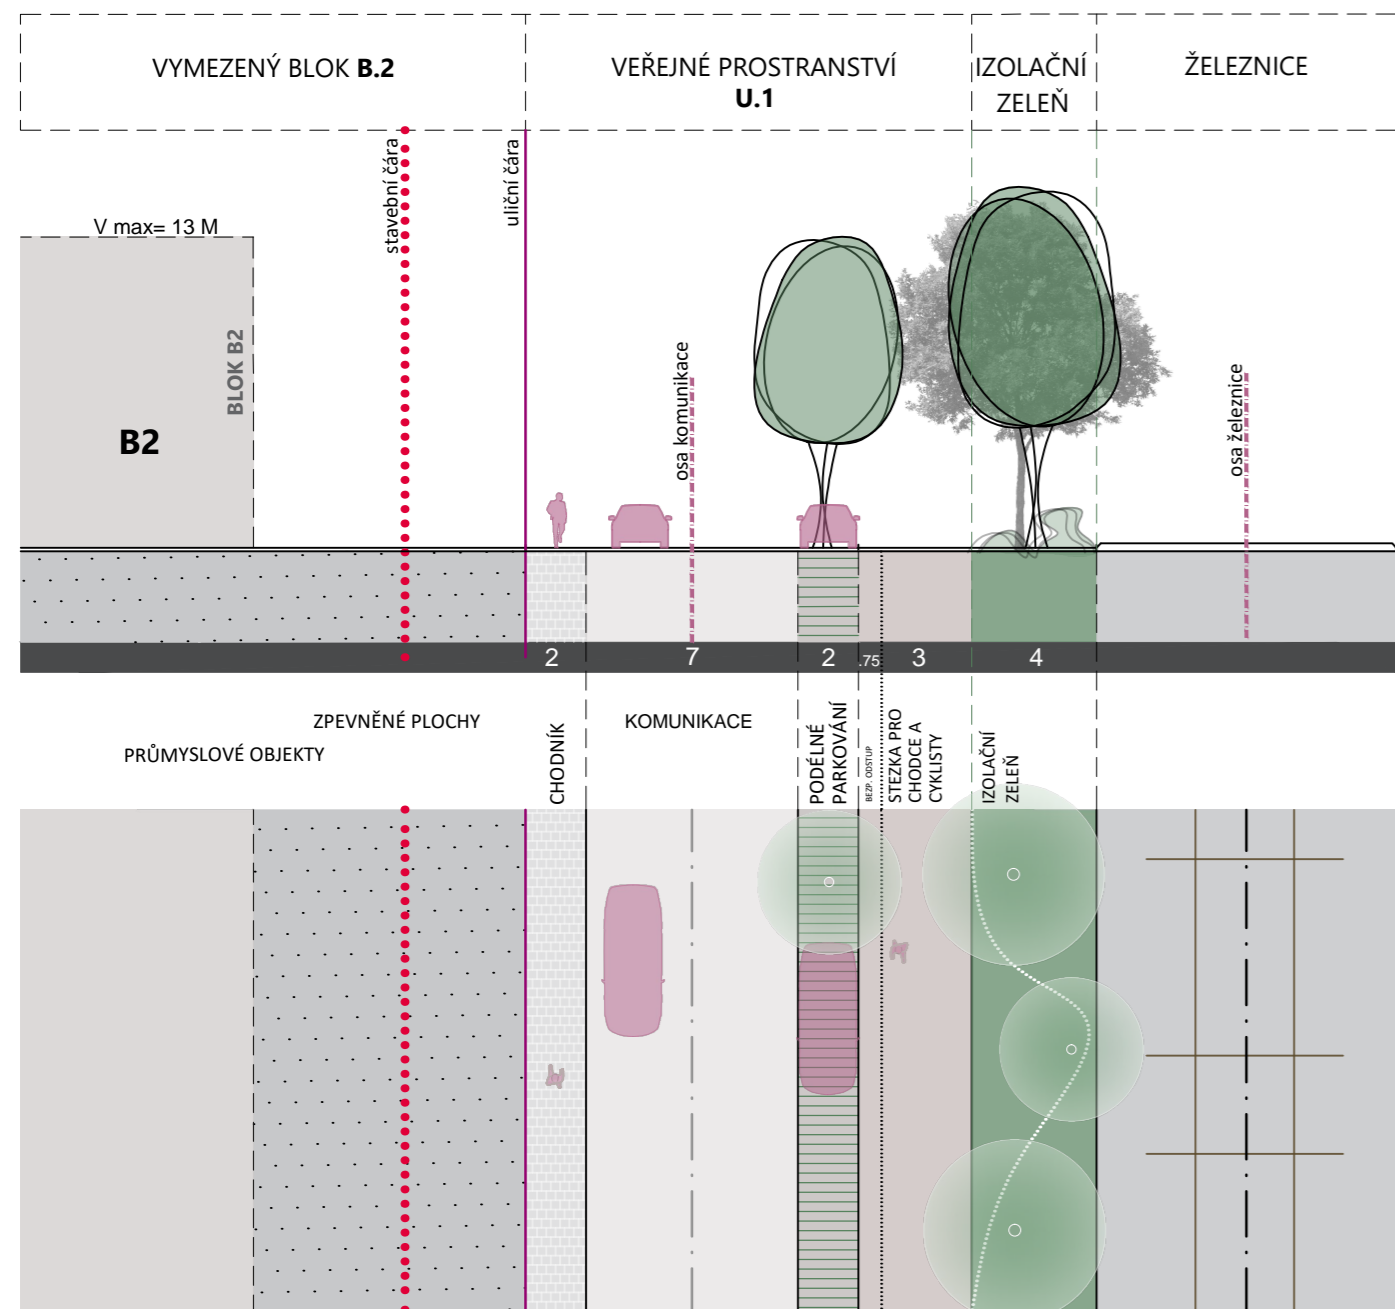 VYMEZENÝ BLOK B.2
VEŘEJNÉ PROSTRANSTVÍ
U.1
IZOLAČNÍ
ZELEŇ
ŽELEZNICE
stavební čára
uliční čára
V max= 13 M
BLOK B2
B2
osa komunikace
osa železnice
2
7
2
.75
3
4
ZPEVNĚNÉ PLOCHY
PRŮMYSLOVÉ OBJEKTY
CHODNÍK
KOMUNIKACE
PODÉLNÉ
PARKOVÁNÍ
BEZP. ODSTUP
STEZKA PRO
CHODCE A
CYKLISTY
IZOLAČNÍ
ZELEŇ